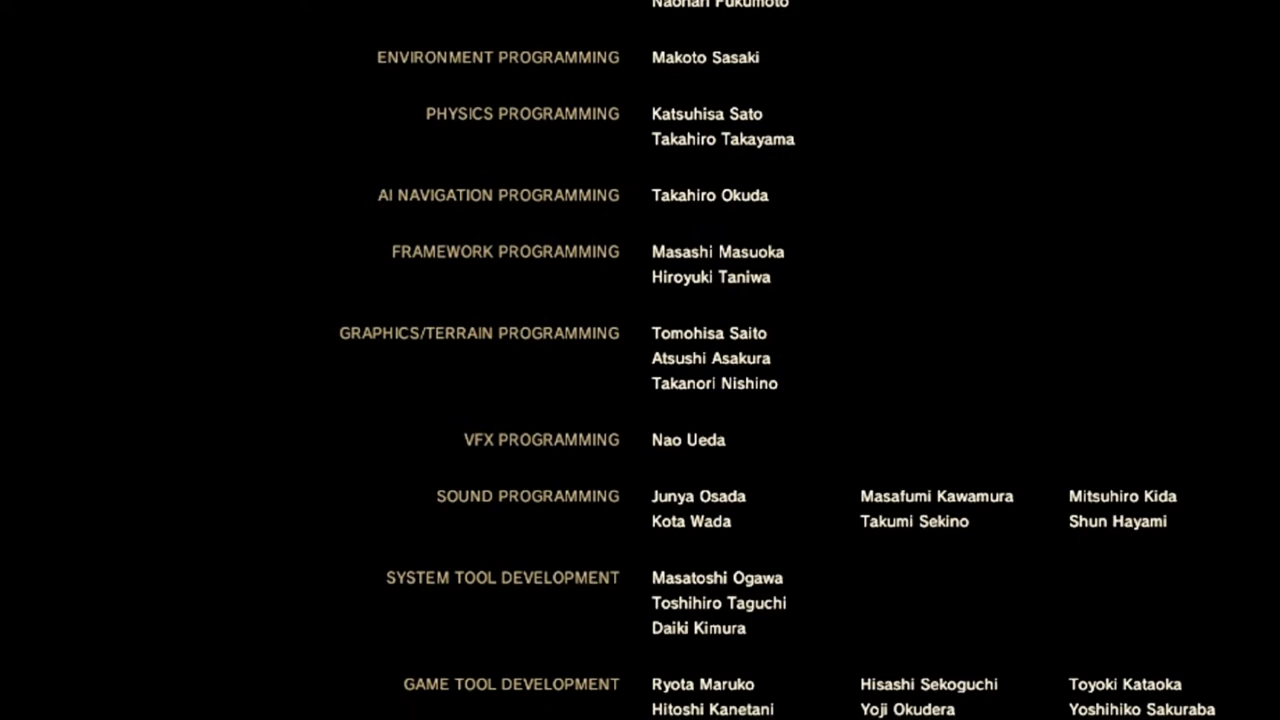 Naohari Fukumoto
ENVIRONMENT PROGRAMMING Makoto Sasaki
PHYSICS PROGRAMMING Katsuhisa Sato
Takahiro Takayama
AI NAVIGATION PROGRAMMING Takahiro Okuda
FRAMEWORK PROGRAMMING Masashi Masuoka
Hiroyuki Taniwa
GRAPHICS/TERRAIN PROGRAMMING Tomohisa Saito
Atsushi Asakura
Takanori Nishino
VFX PROGRAMMING Nao Ueda
SOUND PROGRAMMING Junya Osada Masafumi Kawamura Mitsuhiro Kida
Kota Wada Takumi Sekino Shun Hayami
SYSTEM TOOL DEVELOPMENT Masatoshi Ogawa
Toshihiro Taguchi
Daiki Kimura
GAME TOOL DEVELOPMENT Ryota Maruko Hisashi Sekoguchi Toyoki Kataoka
Hitoshi Kanetani Yoji Okudera Yoshihiko Sakuraba